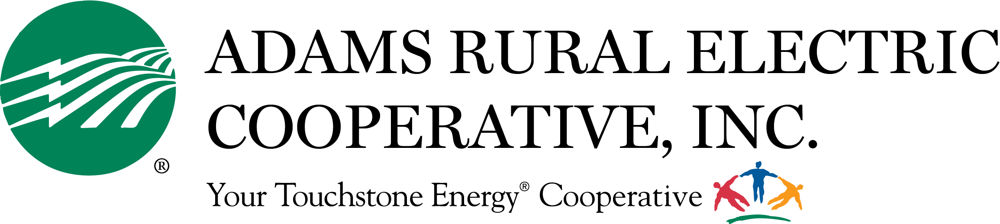 ADAMS RURAL ELECTRIC
COOPERATIVE, INC.
®
Your Touchstone Energy® Cooperative